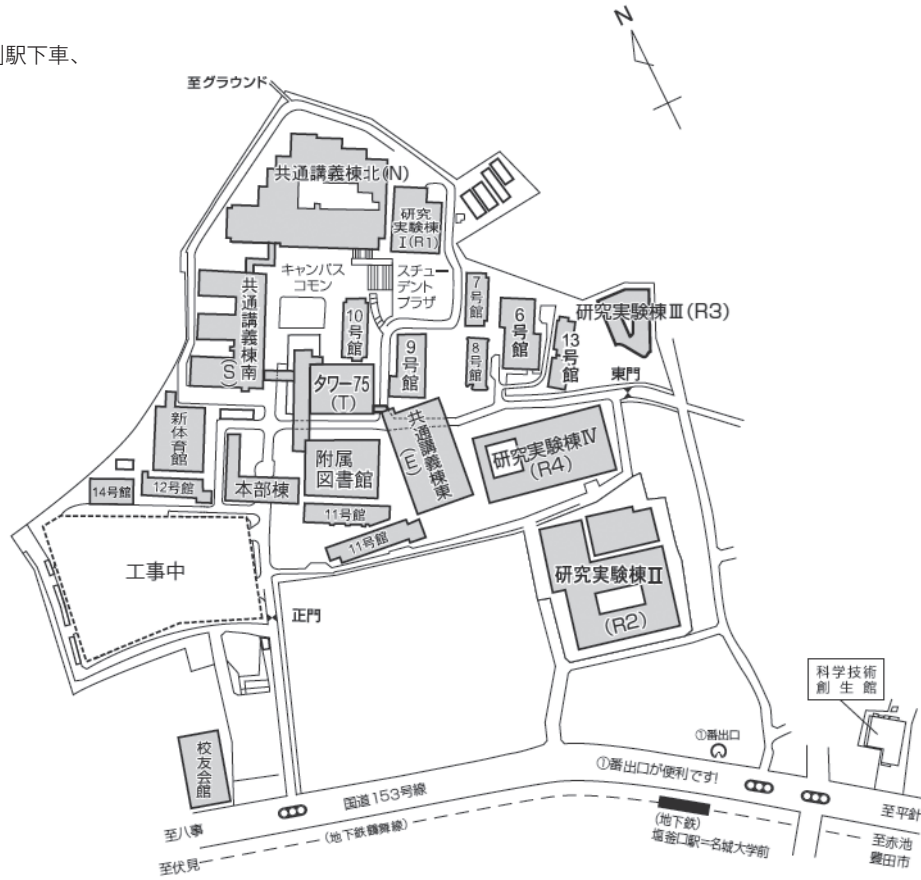 駅下車、
N
至グラウンド
共通講義棟北(N)
研究
実験棟
Ⅰ(R1)
キャンパス
コモン
スチュー
デント
プラザ
共通講義棟南
(S)
10号館
7号館
6号館
研究実験棟Ⅲ(R3)
13号館
9号館
8号館
東門
タワー75
(T)
新体育館
共通講義棟東
(E)
研究実験棟Ⅳ
(R4)
附属
図書館
14号館
12号館
本部棟
11号館
11号館
工事中
研究実験棟Ⅱ
(R2)
正門
科学技術
創生館
①番出口
校友会館
①番出口が便利です!
国道153号線
至平針
至八事
(地下鉄鶴舞線)
(地下鉄)
塩釜口駅=名城大学前
至伏見
至赤池
豊田市